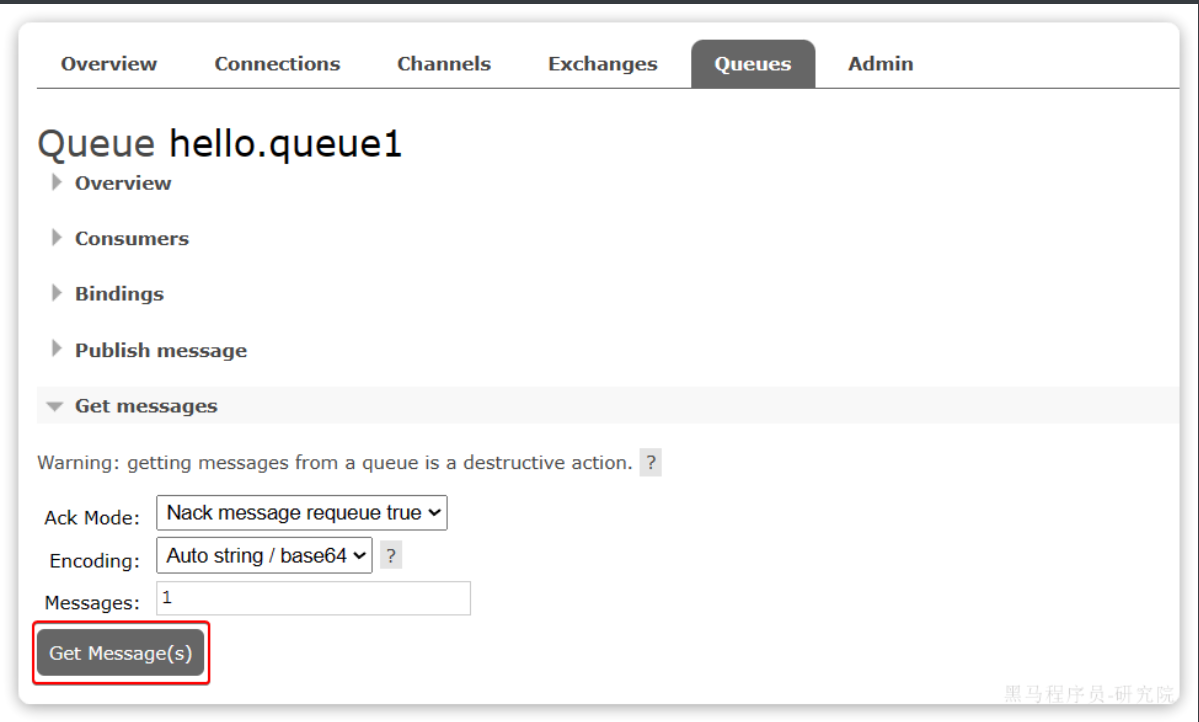 Overview Connections Channels Exchanges Queues Admin
Queue hello.queue1
Overview
Consumers
Bindings
Publish message
Get messages
Warning: getting messages from a queue is a destructive action. ?
Ack Mode: Nack message requeue true
Encoding: Auto string / base64 ?
Messages: 1
Get Message(s)
黑马程序员-研究院